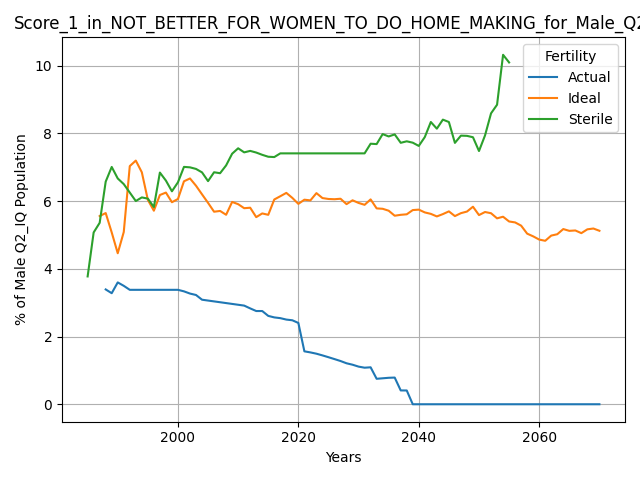 Score_1_in_NOT_BETTER_FOR_WOMEN_TO_DO_HOME_MAKING_for_Male_Q2
Fertility
Actual
Ideal
Sterile
% of Male Q2_IQ Population
10
8
6
4
2
0
2000 2020 2040 2060
Years